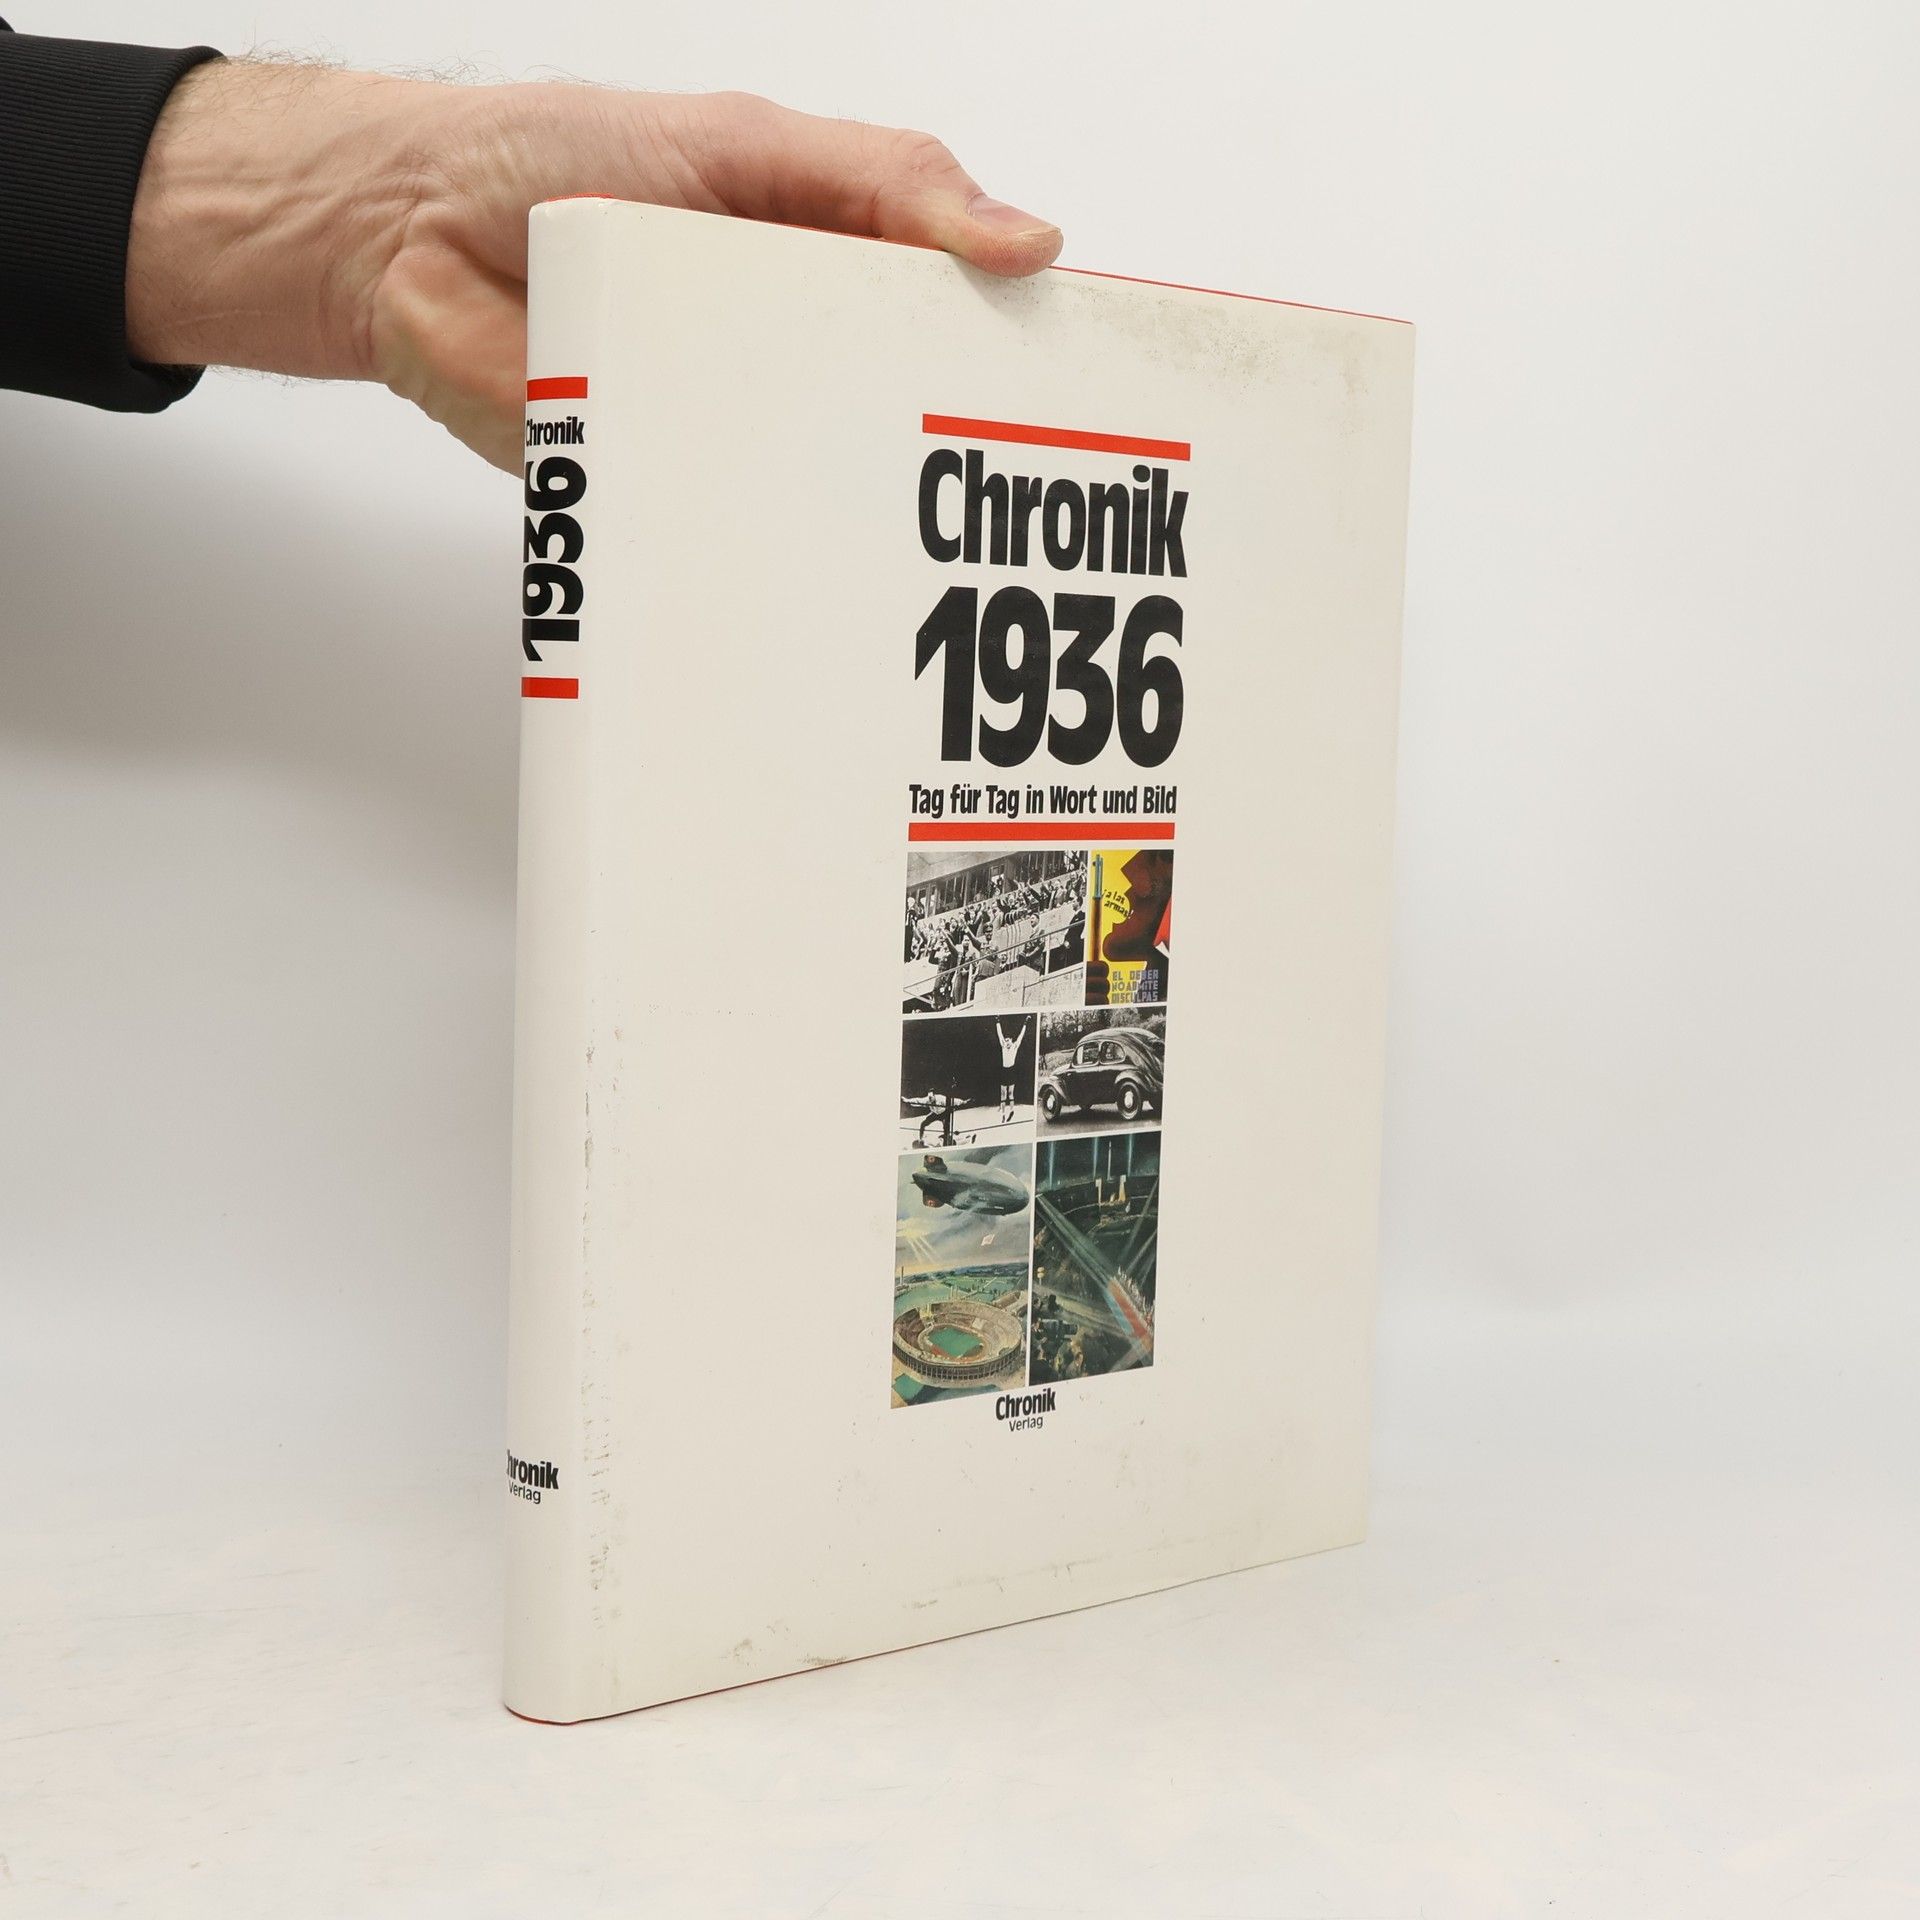 Chronik
1936
Chronik
Verlag
Chronik
1936
Tag für Tag in Wort und Bild
¡a las
armas!
EL DEBER
NO ADMITE
DISCULPAS
Chronik
Verlag